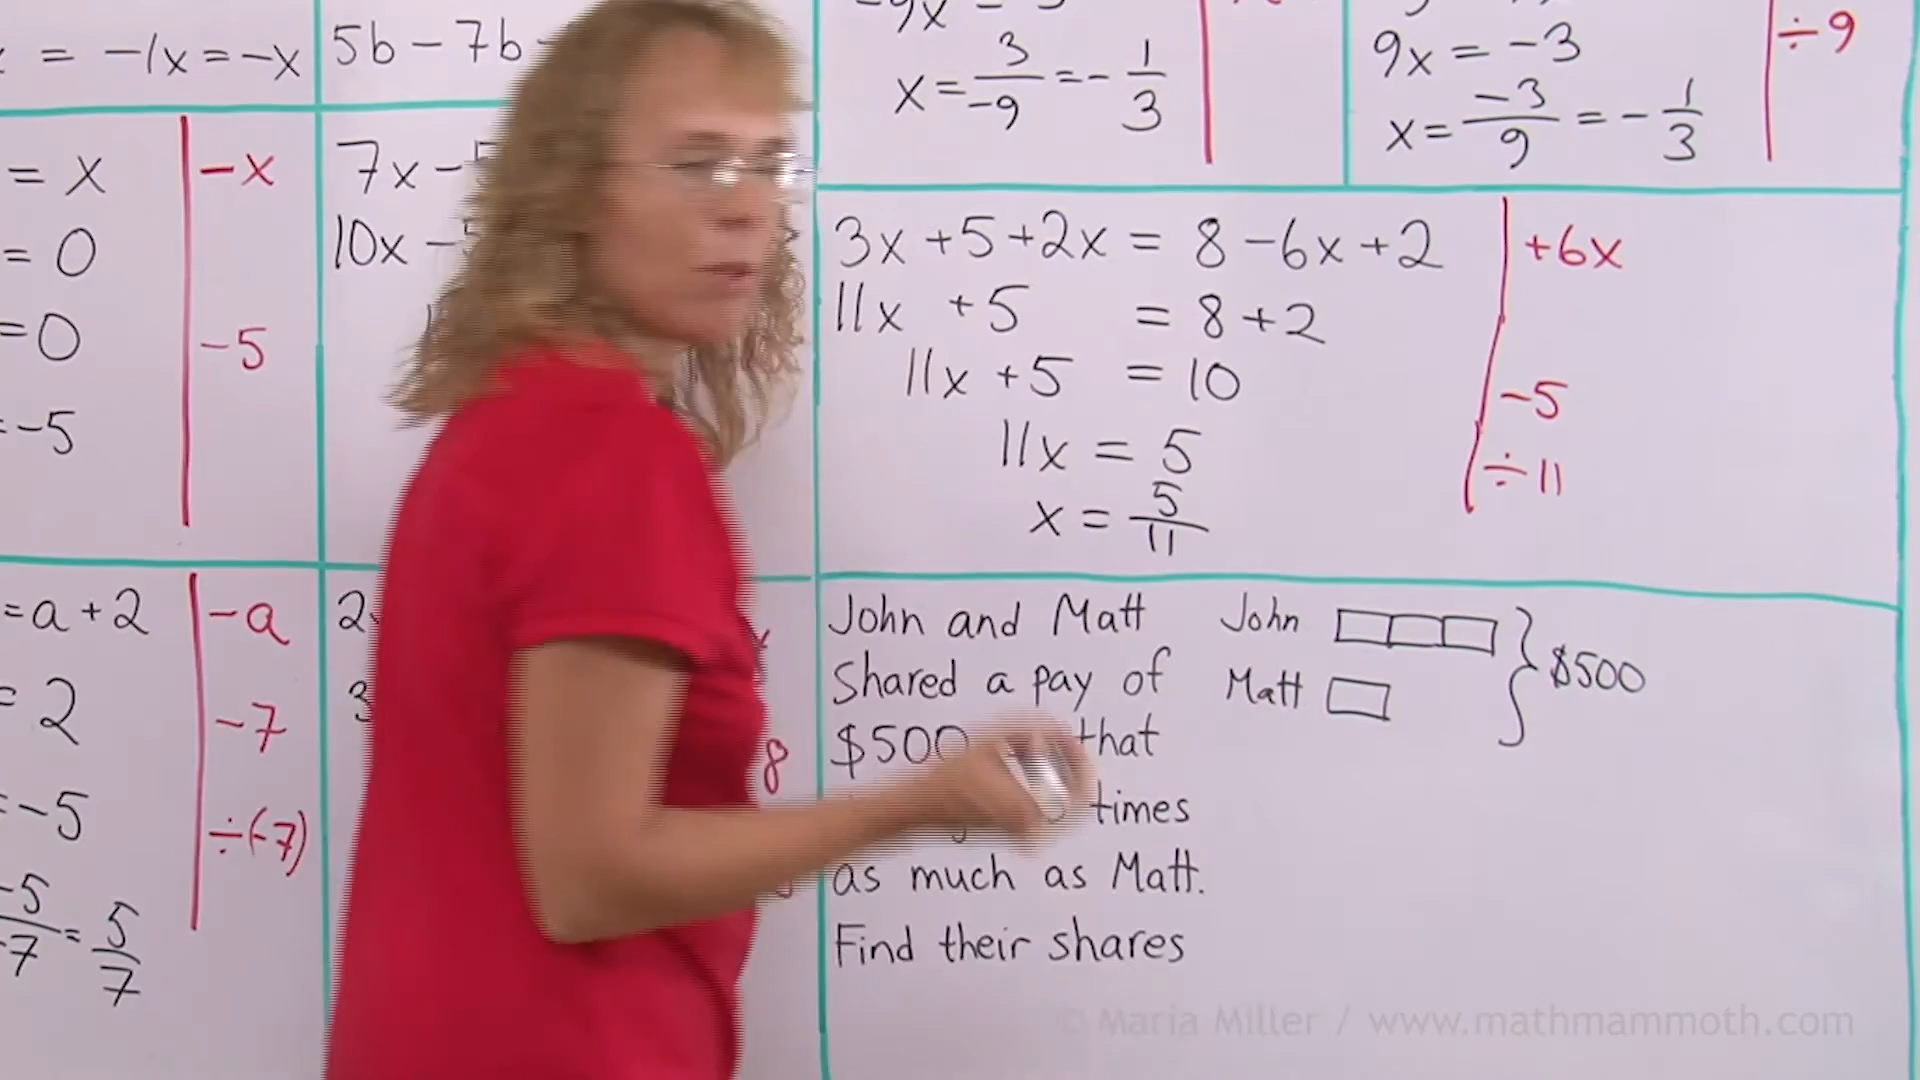 = -1x = -x
5b - 7b -
x = 3/-9 = - 1/3
÷ 9
9x = -3
x = -3/9 = - 1/3
= x
- x
= 0
= 0
- 5
= -5
7x - 5
10x - 5
3x + 5 + 2x = 8 - 6x + 2
+ 6x
11x + 5 = 8 + 2
11x + 5 = 10
- 5
11x = 5
÷ 11
x = 5/11
= a + 2
- a
= 2
- 7
= -5
÷ (-7)
-5/-7 = 5/7
2
3
8
John and Matt
Shared a pay of
$500 that
times
as much as Matt.
Find their shares
John
Matt
$500
© Maria Miller / www.mathmammoth.com